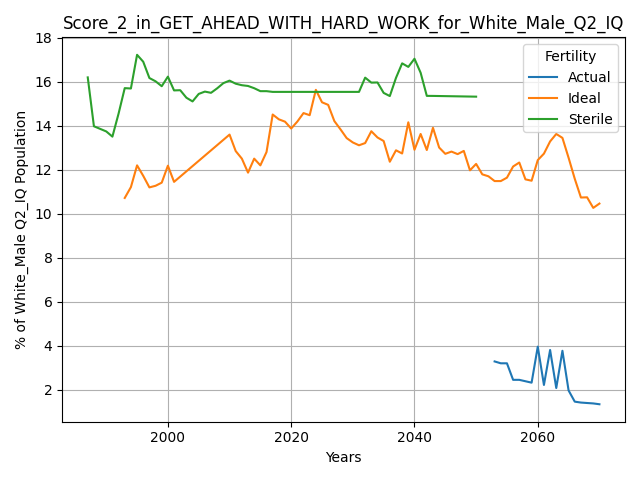 Score_2_in_GET_AHEAD_WITH_HARD_WORK_for_White_Male_Q2_IQ
% of White_Male Q2_IQ Population
18
16
14
12
10
8
6
4
2
Fertility
Actual
Ideal
Sterile
2000
2020
2040
2060
Years